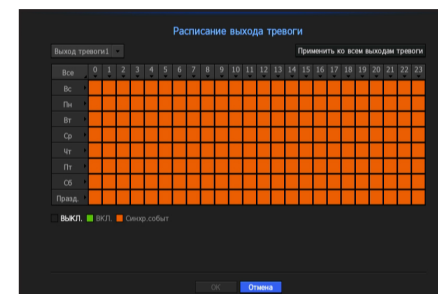 Расписание выхода тревоги
Выход тревоги1
Применить ко всем выходам тревоги
Все 0 1 2 3 4 5 6 7 8 9 10 11 12 13 14 15 16 17 18 19 20 21 22 23
Вс
Пн
Вт
Ср
Чт
Пт
Сб
Празд.
ВЫКЛ. ВКЛ. Синхр.событ
OK Отмена